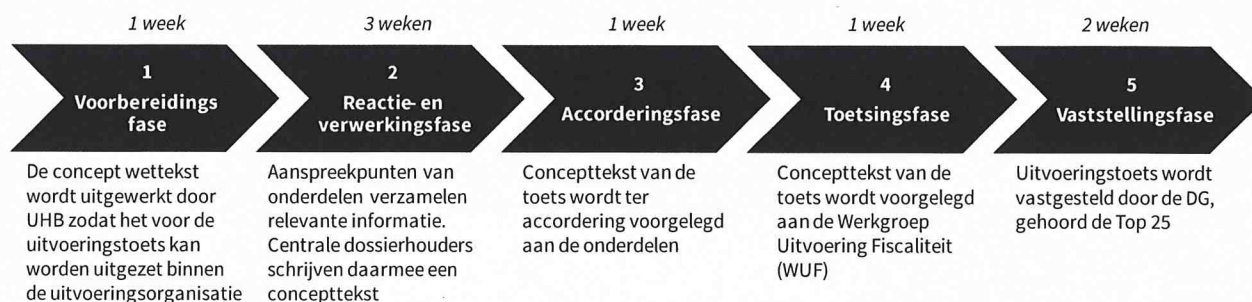 1 week
3 weken
1 week
1 week
2 weken
1
Voorbereidings
fase
2
Reactie- en
verwerkingsfase
3
Accorderingsfase
4
Toetsingsfase
5
Vaststellingsfase
De concept wettekst
wordt uitgewerkt door
UHB zodat het voor de
uitvoeringstoets kan
worden uitgezet binnen
de uitvoeringsorganisatie
Aanspreekpunten van
onderdelen verzamelen
relevante informatie.
Centrale dossierhouders
schrijven daarmee een
concepttekst
Concepttekst van de
toets wordt ter
accordering voorgelegd
aan de onderdelen
Concepttekst van de
toets wordt voorgelegd
aan de Werkgroep
Uitvoering Fiscaliteit
(WUF)
Uitvoeringstoets wordt
vastgesteld door de DG,
gehoord de Top 25